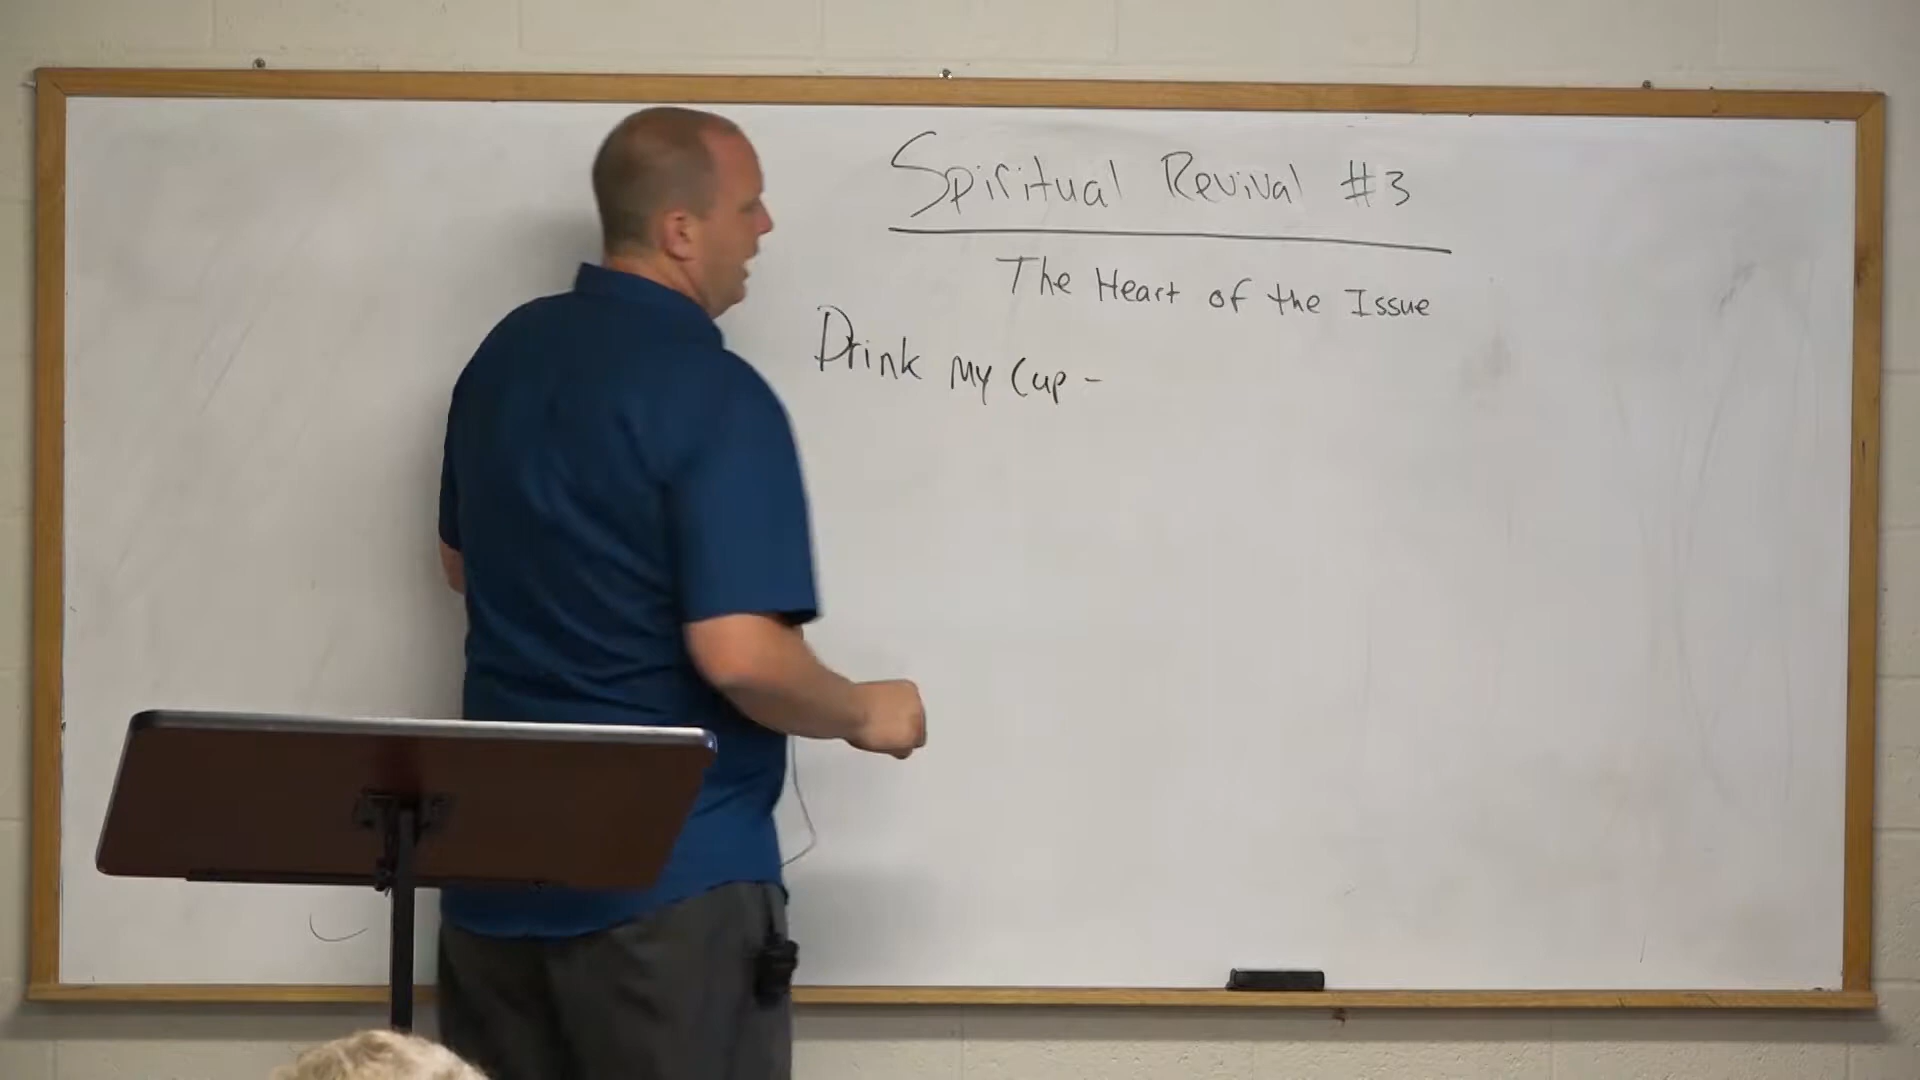 Spiritual Revival #3
The Heart of the Issue
Drink my Cup -